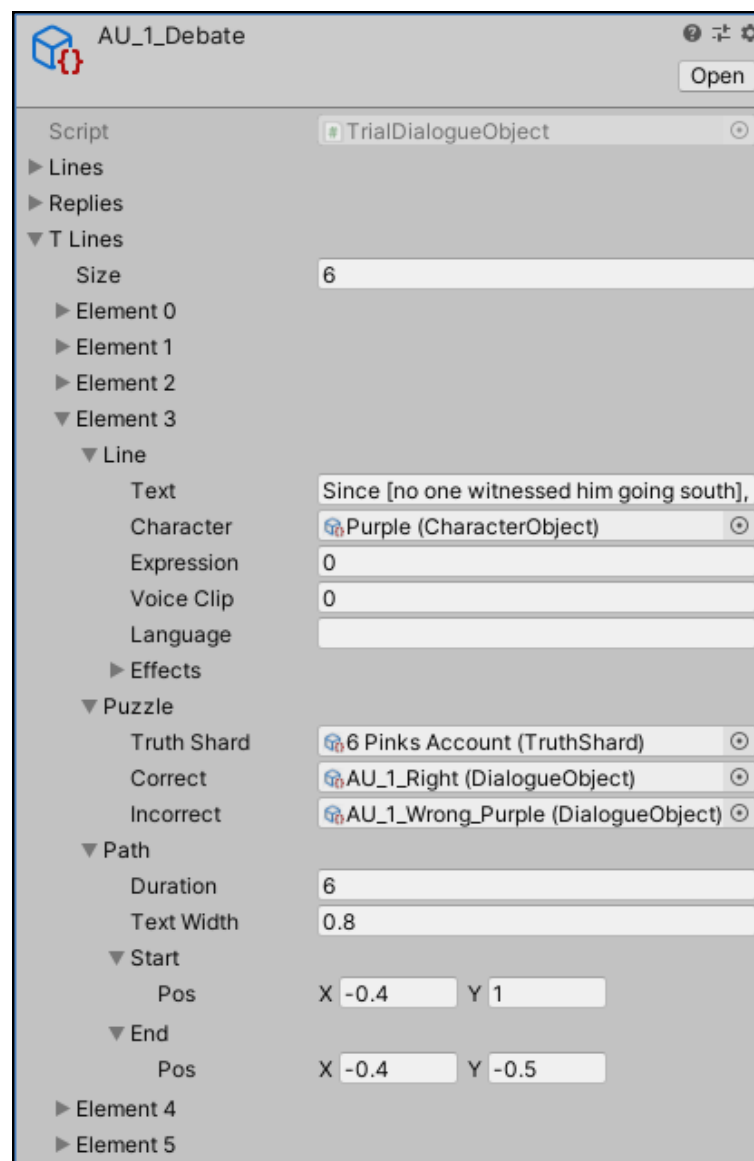 AU_1_Debate
Open
Script TrialDialogueObject
Lines
Replies
T Lines
Size 6
Element 0
Element 1
Element 2
Element 3
Line
Text Since [no one witnessed him going south],
Character Purple (CharacterObject)
Expression 0
Voice Clip 0
Language
Effects
Puzzle
Truth Shard 6 Pinks Account (TruthShard)
Correct AU_1_Right (DialogueObject)
Incorrect AU_1_Wrong_Purple (DialogueObject)
Path
Duration 6
Text Width 0.8
Start
Pos X -0.4 Y 1
End
Pos X -0.4 Y -0.5
Element 4
Element 5